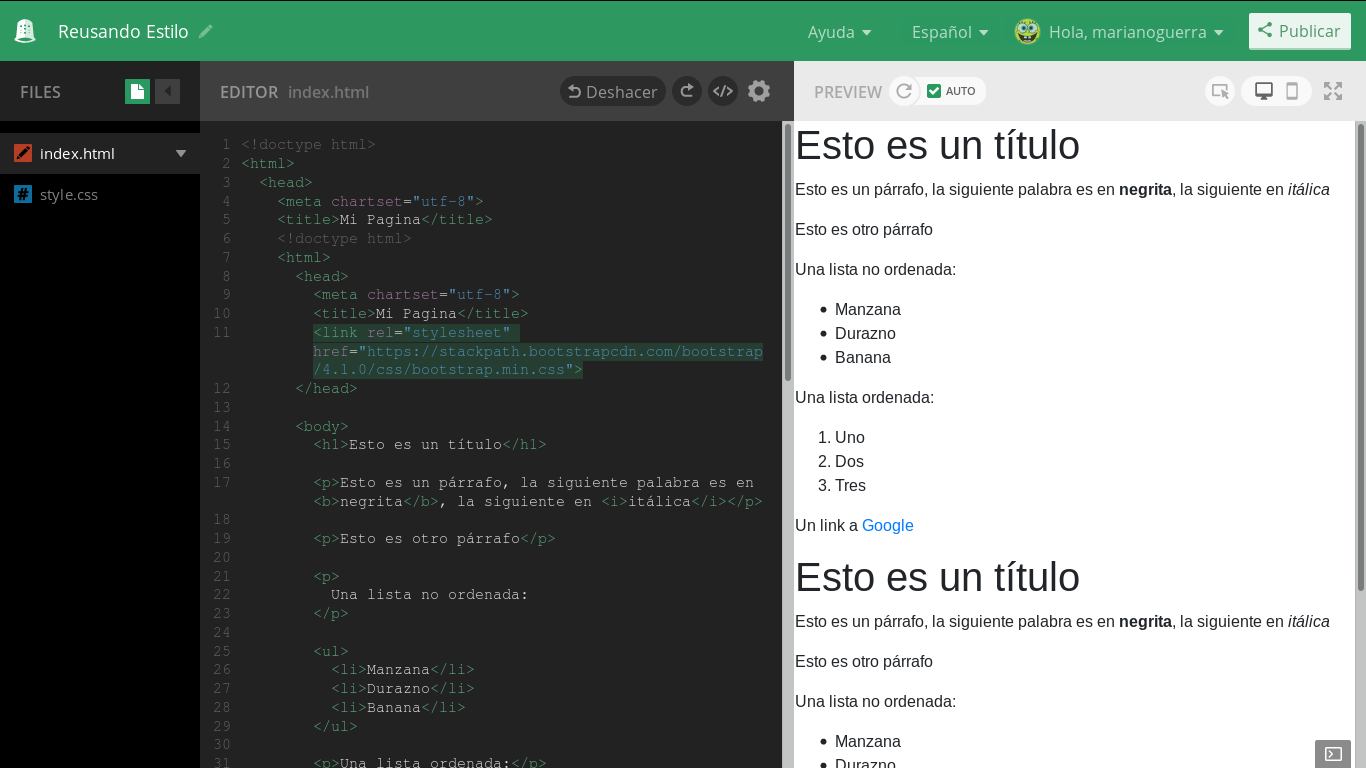 Reusando Estilo
Ayuda
Español
Hola, marianoguerra
Publicar
FILES
EDITOR index.html
Deshacer
PREVIEW
AUTO
index.html
style.css
1 <!doctype html>
2 <html>
3 <head>
4 <meta chartset="utf-8">
5 <title>Mi Pagina</title>
6 <!doctype html>
7 <html>
8 <head>
9 <meta chartset="utf-8">
10 <title>Mi Pagina</title>
11 <link rel="stylesheet"
href="https://stackpath.bootstrapcdn.com/bootstrap
/4.1.0/css/bootstrap.min.css">
12 </head>
13
14 <body>
15 <h1>Esto es un título</h1>
16
17 <p>Esto es un párrafo, la siguiente palabra es en
<b>negrita</b>, la siguiente en <i>itálica</i></p>
18
19 <p>Esto es otro párrafo</p>
20
21 <p>
22 Una lista no ordenada:
23 </p>
24
25 <ul>
26 <li>Manzana</li>
27 <li>Durazno</li>
28 <li>Banana</li>
29 </ul>
30
31 <p>Una lista ordenada:</p>
Esto es un título
Esto es un párrafo, la siguiente palabra es en negrita, la siguiente en itálica
Esto es otro párrafo
Una lista no ordenada:
• Manzana
• Durazno
• Banana
Una lista ordenada:
1. Uno
2. Dos
3. Tres
Un link a Google
Esto es un título
Esto es un párrafo, la siguiente palabra es en negrita, la siguiente en itálica
Esto es otro párrafo
Una lista no ordenada:
• Manzana
• Durazno